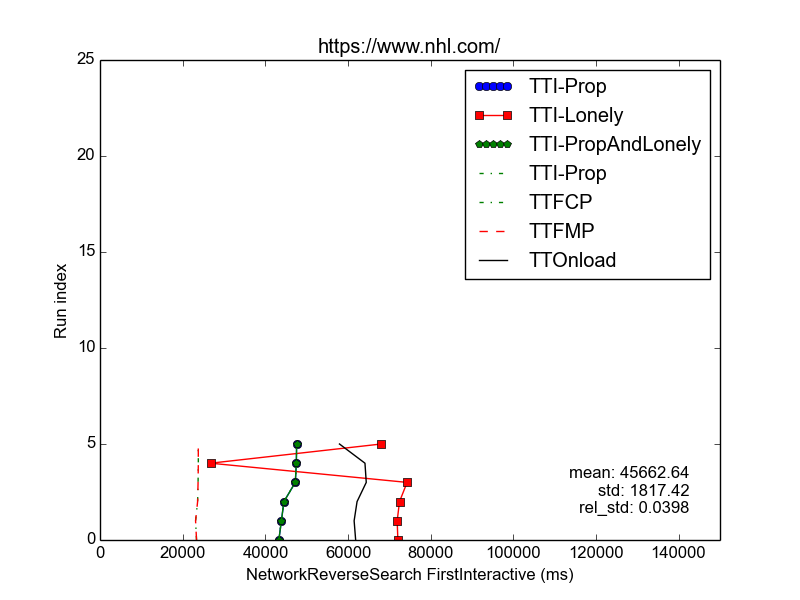 https://www.nhl.com/
25
20
15
10
5
0
Run index
TTI-Prop
TTI-Lonely
TTI-PropAndLonely
TTI-Prop
TTFCP
TTFMP
TTOnload
mean: 45662.64
std: 1817.42
rel_std: 0.0398
0 20000 40000 60000 80000 100000 120000 140000
NetworkReverseSearch FirstInteractive (ms)